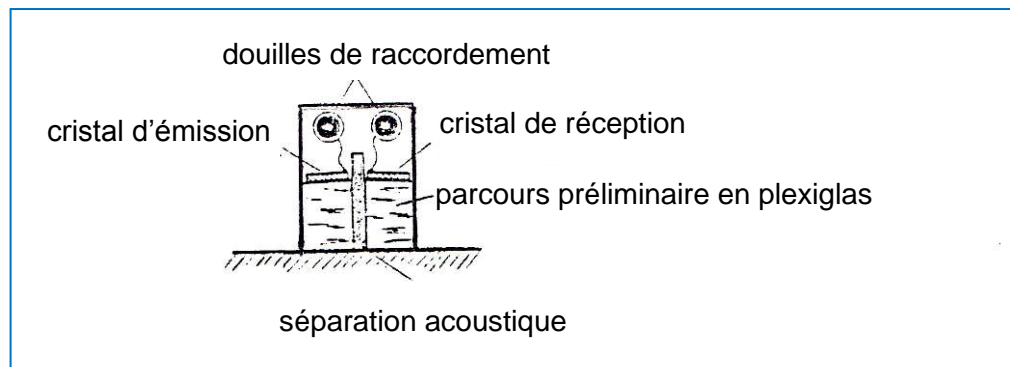 douilles de raccordement
cristal d’émission
cristal de réception
parcours préliminaire en plexiglas
séparation acoustique